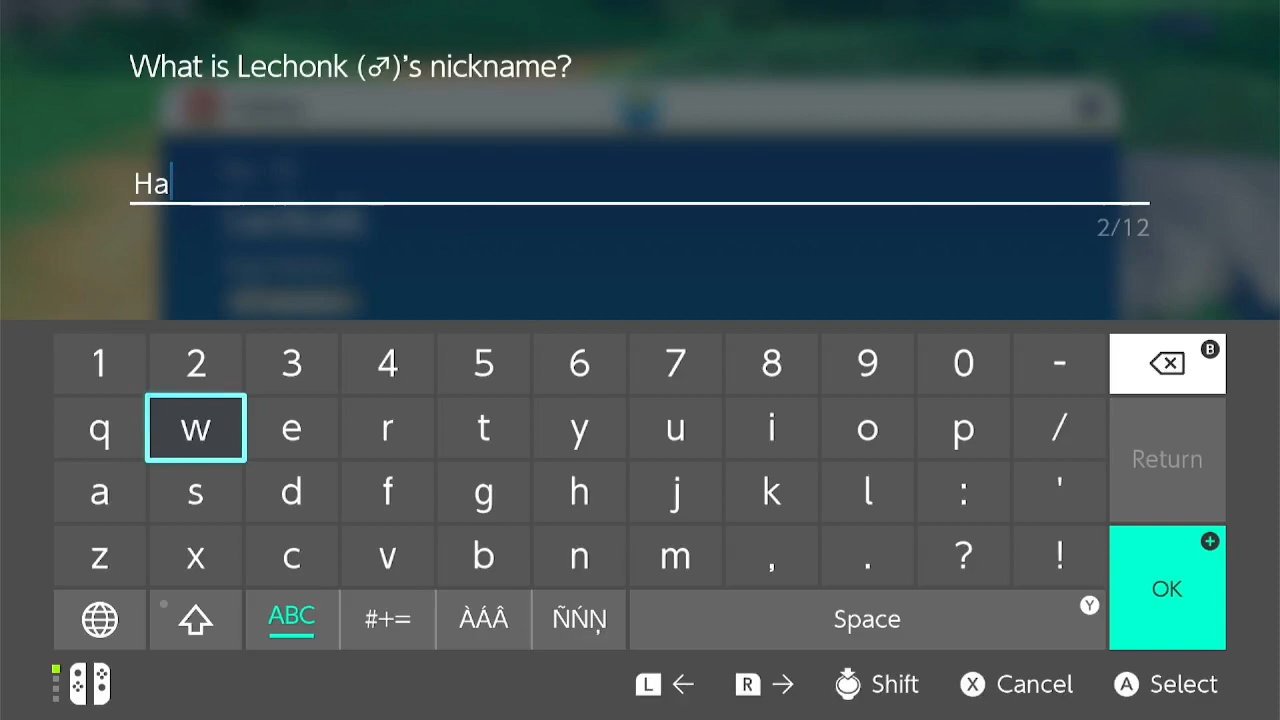 What is Lechonk (♂)'s nickname?
Ha
2/12
1 2 3 4 5 6 7 8 9 0 - B
q w e r t y u i o p /
Return
a s d f g h j k l : '
z x c v b n m , . ? ! + OK
ABC #+= ÀÁÂ ÑŃŅ Space Y
L ← R → Shift X Cancel A Select